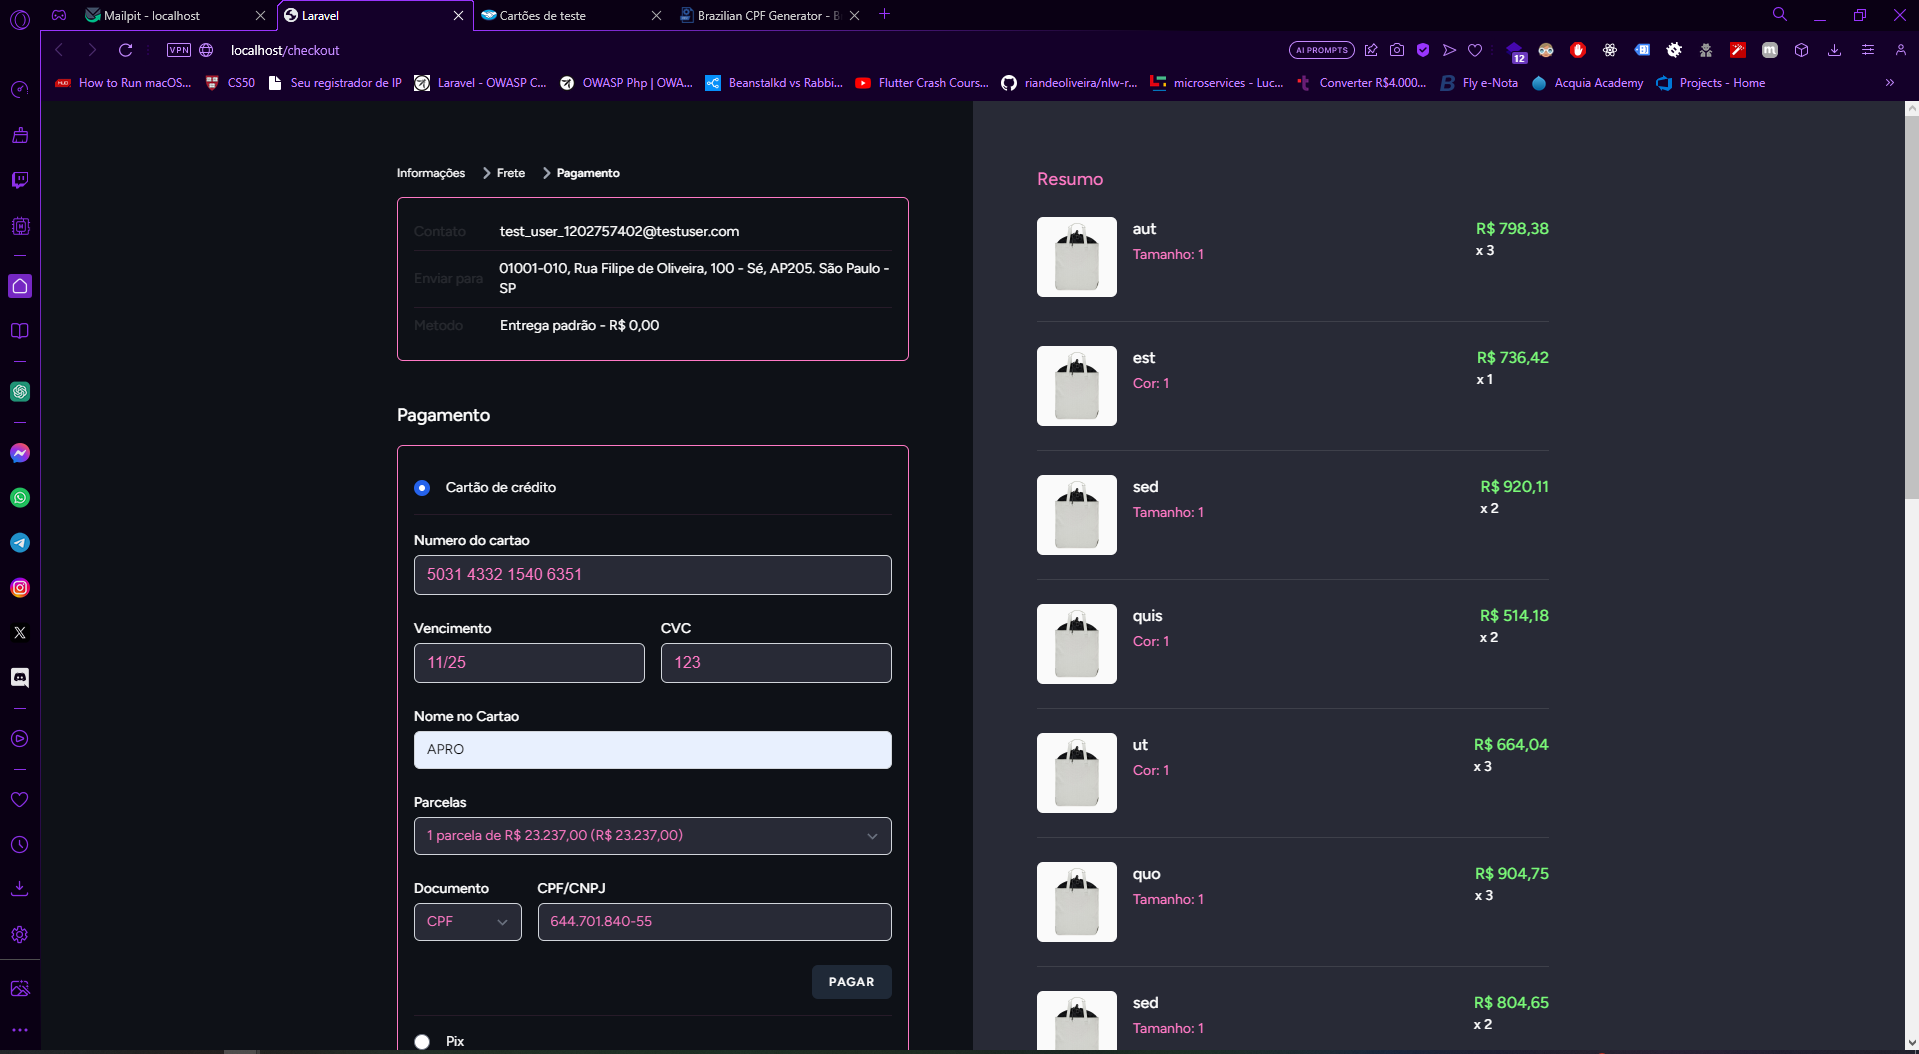 Mailpit - localhost
Laravel
Cartões de teste
Brazilian CPF Generator - B
VPN
localhost/checkout
AI PROMPTS
12
How to Run macOS...
CS50
Seu registrador de IP
Laravel - OWASP C...
OWASP Php | OWA...
Beanstalkd vs Rabbi...
Flutter Crash Cours...
riandeoliveira/nlw-r...
microservices - Luc...
Converter R$4.000...
Fly e-Nota
Acquia Academy
Projects - Home
Informações
Frete
Pagamento
Contato
test_user_1202757402@testuser.com
Enviar para
01001-010, Rua Filipe de Oliveira, 100 - Sé, AP205. São Paulo -
SP
Metodo
Entrega padrão - R$ 0,00
Pagamento
Cartão de crédito
Numero do cartao
5031 4332 1540 6351
Vencimento
CVC
11/25
123
Nome no Cartao
APRO
Parcelas
1 parcela de R$ 23.237,00 (R$ 23.237,00)
Documento
CPF/CNPJ
CPF
644.701.840-55
PAGAR
Pix
Resumo
aut
R$ 798,38
Tamanho: 1
x 3
est
R$ 736,42
Cor: 1
x 1
sed
R$ 920,11
Tamanho: 1
x 2
quis
R$ 514,18
Cor: 1
x 2
ut
R$ 664,04
Cor: 1
x 3
quo
R$ 904,75
Tamanho: 1
x 3
sed
R$ 804,65
Tamanho: 1
x 2